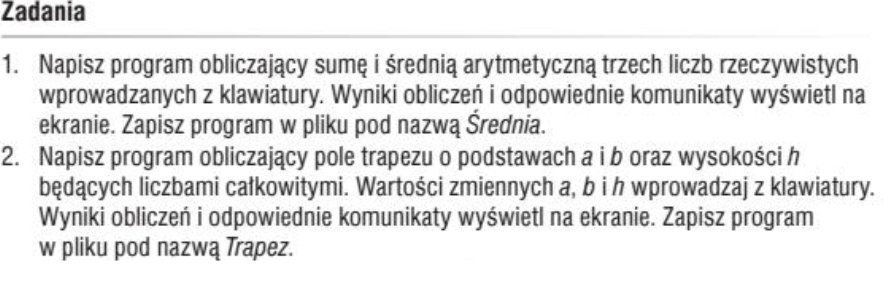 Zadania
1. Napisz program obliczający sumę i średnią arytmetyczną trzech liczb rzeczywistych
wprowadzanych z klawiatury. Wyniki obliczeń i odpowiednie komunikaty wyświetl na
ekranie. Zapisz program w pliku pod nazwą Średnia.
2. Napisz program obliczający pole trapezu o podstawach a i b oraz wysokości h
będących liczbami całkowitymi. Wartości zmiennych a, b i h wprowadzaj z klawiatury.
Wyniki obliczeń i odpowiednie komunikaty wyświetl na ekranie. Zapisz program
w pliku pod nazwą Trapez.